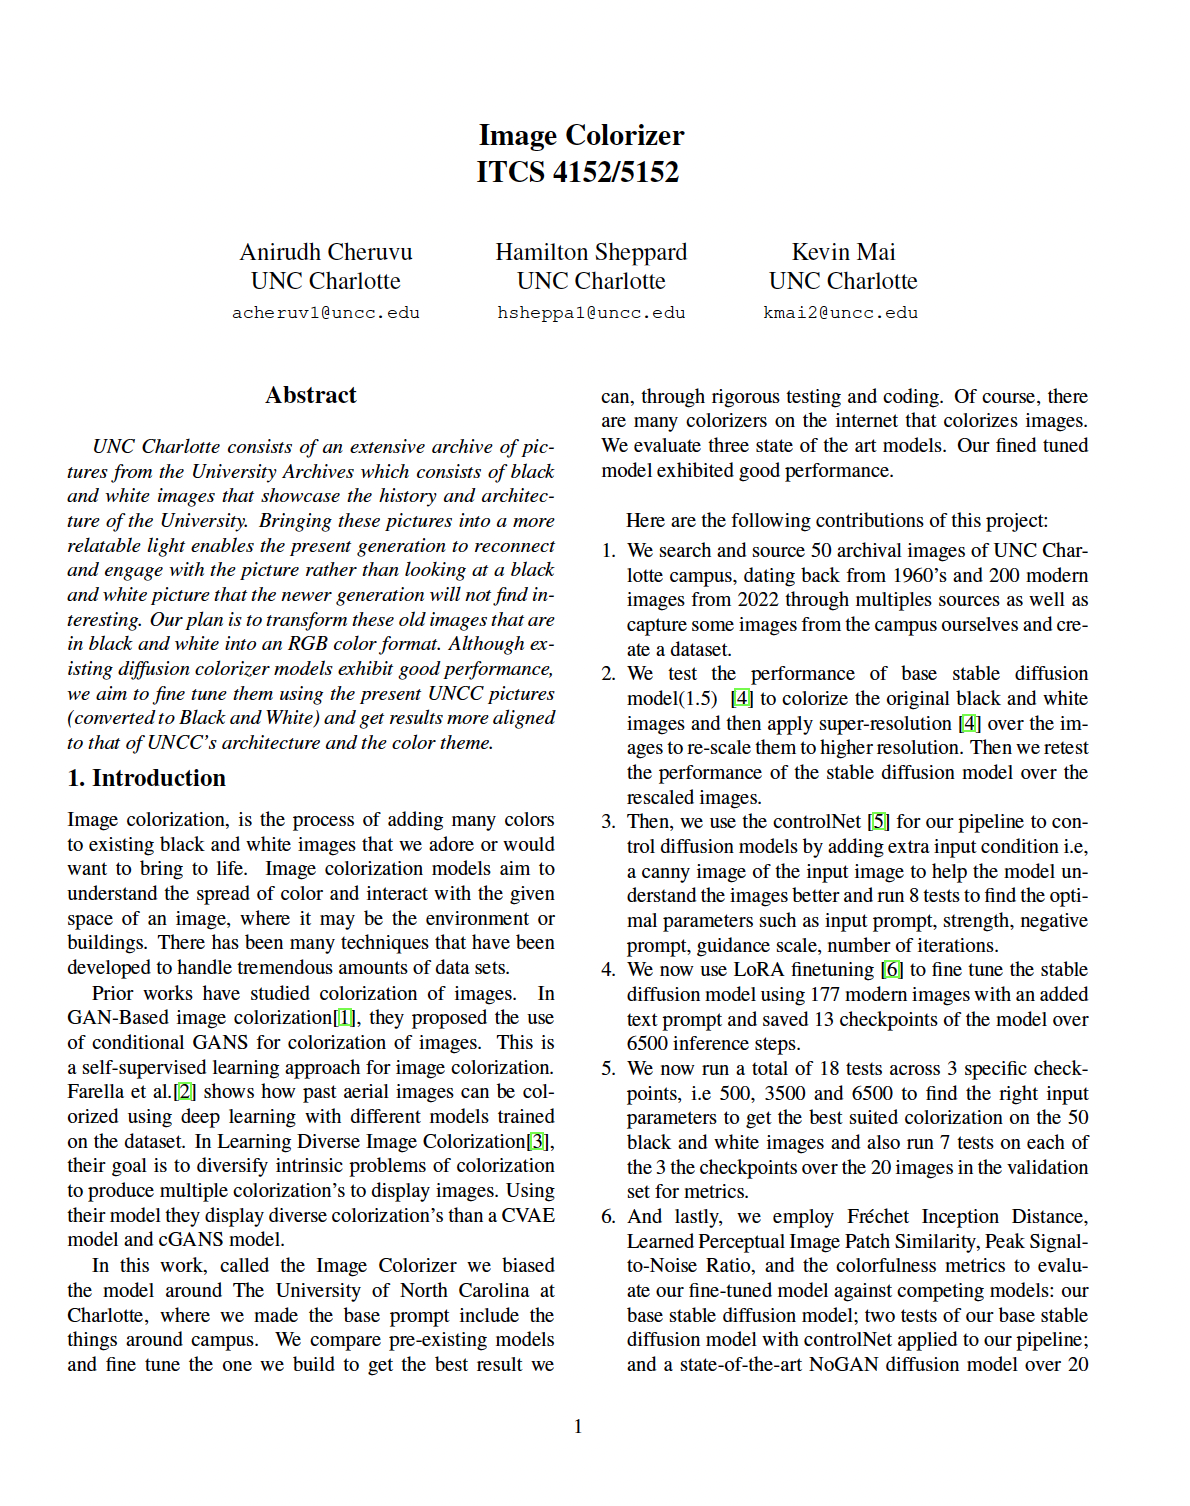 Image Colorizer
ITCS 4152/5152
Anirudh Cheruvu
UNC Charlotte
acheruv1@uncc.edu
Hamilton Sheppard
UNC Charlotte
hsheppa1@uncc.edu
Kevin Mai
UNC Charlotte
kmai2@uncc.edu
Abstract
UNC Charlotte consists of an extensive archive of pic-
tures from the University Archives which consists of black
and white images that showcase the history and architec-
ture of the University. Bringing these pictures into a more
relatable light enables the present generation to reconnect
and engage with the picture rather than looking at a black
and white picture that the newer generation will not find in-
teresting. Our plan is to transform these old images that are
in black and white into an RGB color format. Although ex-
isting diffusion colorizer models exhibit good performance,
we aim to fine tune them using the present UNCC pictures
(converted to Black and White) and get results more aligned
to that of UNCC's architecture and the color theme.
1. Introduction
Image colorization, is the process of adding many colors
to existing black and white images that we adore or would
want to bring to life. Image colorization models aim to
understand the spread of color and interact with the given
space of an image, where it may be the environment or
buildings. There has been many techniques that have been
developed to handle tremendous amounts of data sets.
Prior works have studied colorization of images. In
GAN-Based image colorization[1], they proposed the use
of conditional GANS for colorization of images. This is
a self-supervised learning approach for image colorization.
Farella et al.[2] shows how past aerial images can be col-
orized using deep learning with different models trained
on the dataset. In Learning Diverse Image Colorization[3],
their goal is to diversify intrinsic problems of colorization
to produce multiple colorization's to display images. Using
their model they display diverse colorization's than a CVAE
model and cGANS model.
In this work, called the Image Colorizer we biased
the model around The University of North Carolina at
Charlotte, where we made the base prompt include the
things around campus. We compare pre-existing models
and fine tune the one we build to get the best result we
can, through rigorous testing and coding. Of course, there
are many colorizers on the internet that colorizes images.
We evaluate three state of the art models. Our fined tuned
model exhibited good performance.
Here are the following contributions of this project:
1. We search and source 50 archival images of UNC Char-
lotte campus, dating back from 1960's and 200 modern
images from 2022 through multiples sources as well as
capture some images from the campus ourselves and cre-
ate a dataset.
2. We test the performance of base stable diffusion
model(1.5) [4] to colorize the original black and white
images and then apply super-resolution [4] over the im-
ages to re-scale them to higher resolution. Then we retest
the performance of the stable diffusion model over the
rescaled images.
3. Then, we use the controlNet [5] for our pipeline to con-
trol diffusion models by adding extra input condition i.e,
a canny image of the input image to help the model un-
derstand the images better and run 8 tests to find the opti-
mal parameters such as input prompt, strength, negative
prompt, guidance scale, number of iterations.
4. We now use LoRA finetuning [6] to fine tune the stable
diffusion model using 177 modern images with an added
text prompt and saved 13 checkpoints of the model over
6500 inference steps.
5. We now run a total of 18 tests across 3 specific check-
points, i.e 500, 3500 and 6500 to find the right input
parameters to get the best suited colorization on the 50
black and white images and also run 7 tests on each of
the 3 the checkpoints over the 20 images in the validation
set for metrics.
6. And lastly, we employ Fréchet Inception Distance,
Learned Perceptual Image Patch Similarity, Peak Signal-
to-Noise Ratio, and the colorfulness metrics to evalu-
ate our fine-tuned model against competing models: our
base stable diffusion model; two tests of our base stable
diffusion model with controlNet applied to our pipeline;
and a state-of-the-art NoGAN diffusion model over 20
1